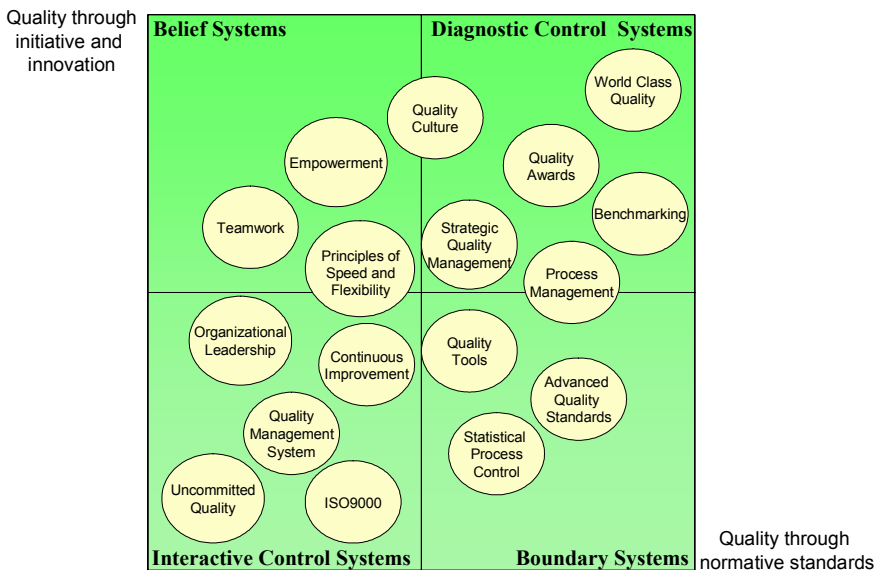 Quality through
initiative and
innovation
Belief Systems
Diagnostic Control Systems
World Class
Quality
Quality
Culture
Empowerment
Quality
Awards
Teamwork
Benchmarking
Strategic
Quality
Management
Principles of
Speed and
Flexibility
Process
Management
Organizational
Leadership
Continuous
Improvement
Quality
Tools
Advanced
Quality
Standards
Quality
Management
System
Statistical
Process
Control
Uncommitted
Quality
ISO9000
Interactive Control Systems
Boundary Systems
Quality through
normative standards